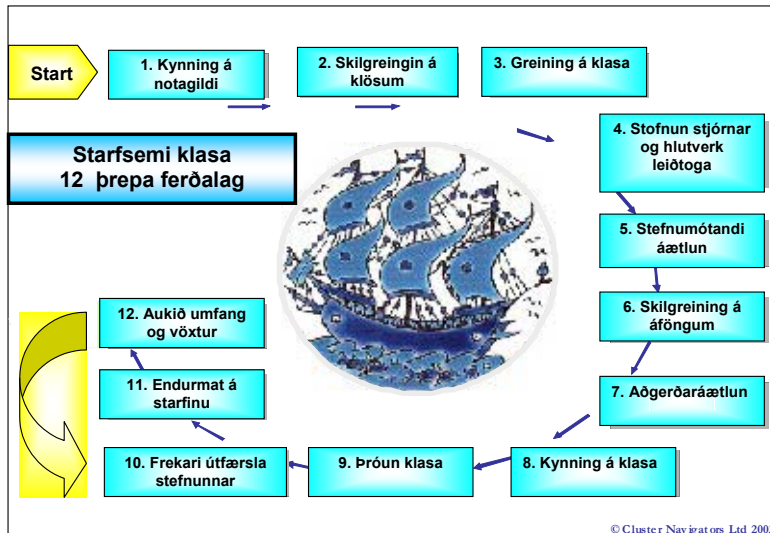 Start
1. Kynning á
notagildi
2. Skilgreingin á
klösum
3. Greining á klasa
4. Stofnun stjórnar
og hlutverk
leiðtoga
Starfsemi klasa
12 þrepa ferðalag
5. Stefnumótandi
áætlun
6. Skilgreining á
áföngum
7. Aðgerðaráætlun
8. Kynning á klasa
9. Þróun klasa
10. Frekari útfærsla
stefnunnar
11. Endurmat á
starfinu
12. Aukið umfang
og vöxtur
© Cluster Navigators Ltd